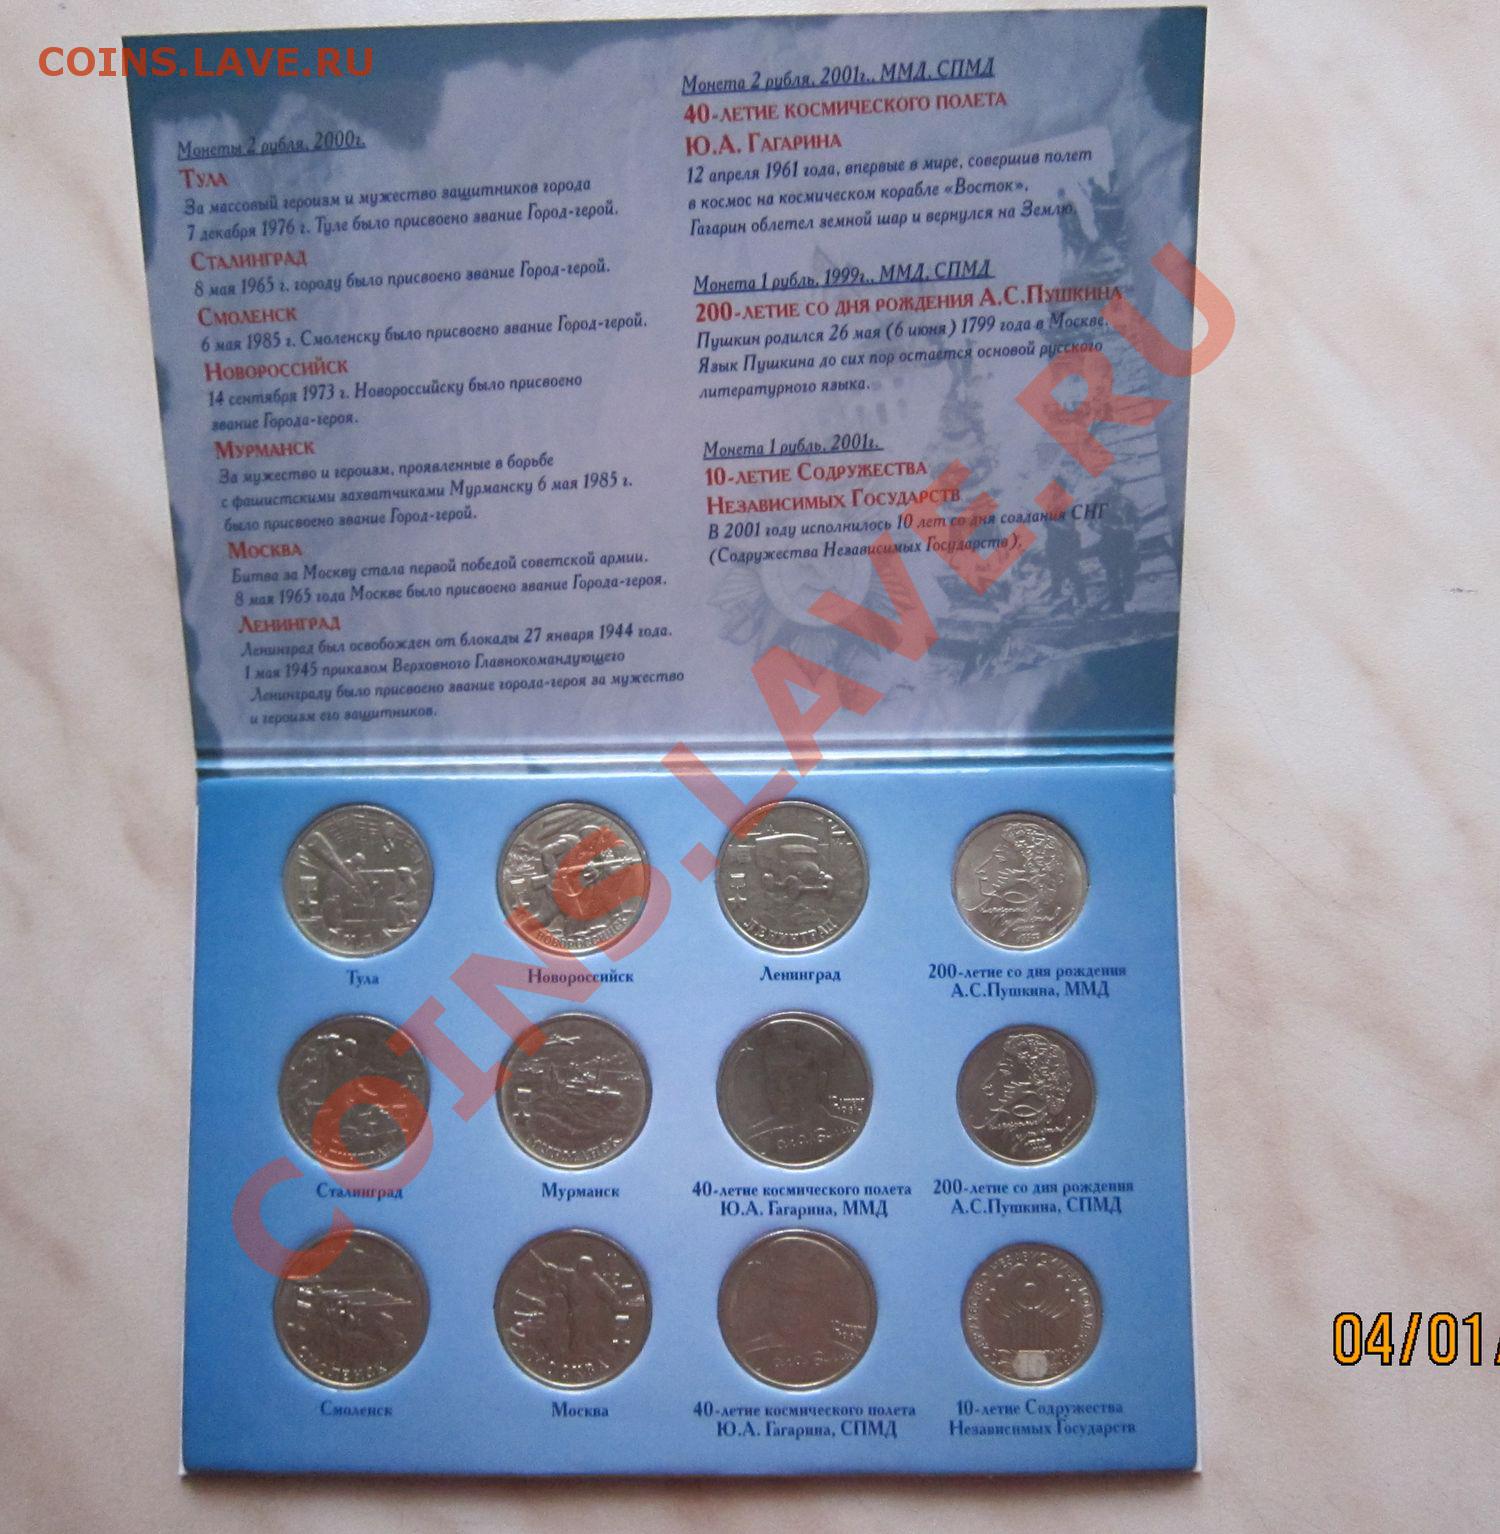 COINS.LAVE.RU
Монеты 2 рубля, 2000г.
Тула
За массовый героизм и мужество защитников города
7 декабря 1976 г. Туле было присвоено звание Город-герой.
Сталинград
8 мая 1965 г. городу было присвоено звание Город-герой.
Смоленск
6 мая 1985 г. Смоленску было присвоено звание Город-герой.
Новороссийск
14 сентября 1973 г. Новороссийску было присвоено
звание Города-героя.
Мурманск
За мужество и героизм, проявленные в борьбе
с фашистскими захватчиками Мурманску 6 мая 1985 г.
было присвоено звание Город-герой.
Москва
Битва за Москву стала первой победой советской армии.
8 мая 1965 года Москве было присвоено звание Города-героя.
Ленинград
Ленинград был освобожден от блокады 27 января 1944 года.
1 мая 1945 приказом Верховного Главнокомандующего
Ленинграду было присвоено звание города-героя за мужество
и героизм его защитников.
Монета 2 рубля, 2001г., ММД, СПМД
40-летие космического полета
Ю.А. Гагарина
12 апреля 1961 года, впервые в мире, совершив полет
в космос на космическом корабле «Восток»,
Гагарин облетел земной шар и вернулся на Землю.
Монета 1 рубль, 1999г., ММД, СПМД
200-летие со дня рождения А.С.Пушкина
Пушкин родился 26 мая (6 июня) 1799 года в Москве.
Язык Пушкина до сих пор остается основой русского
литературного языка.
Монета 1 рубль, 2001г.
10-летие Содружества
Независимых Государств
В 2001 году исполнилось 10 лет со дня создания СНГ
(Содружества Независимых Государств).
COINS.LAVE.RU
НОВОРОССИЙСК
ЛЕНИНГРАД
Тула
Новороссийск
Ленинград
200-летие со дня рождения
А.С.Пушкина, ММД
МУРМАНСК
Сталинград
Мурманск
40-летие космического полета
Ю.А. Гагарина, ММД
200-летие со дня рождения
А.С.Пушкина, СПМД
СМОЛЕНСК
МОСКВА
10
Смоленск
Москва
40-летие космического полета
Ю.А. Гагарина, СПМД
10-летие Содружества
Независимых Государств
04/01/